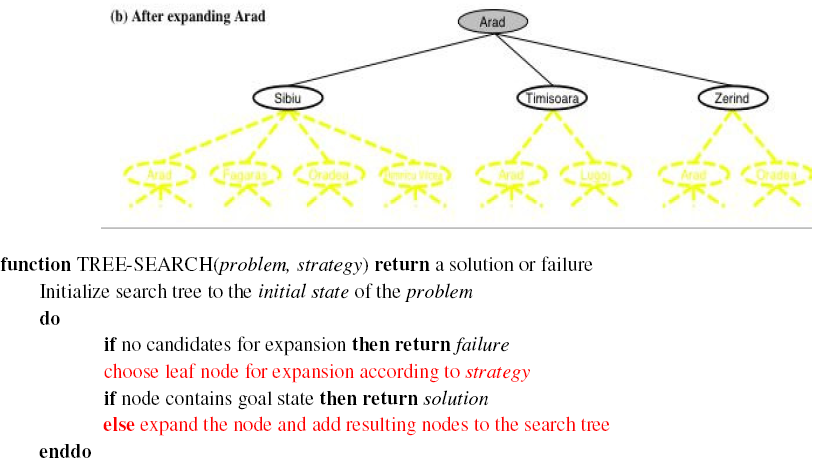 (b) After expanding Arad
Arad
Sibiu Timisoara Zerind
Arad Fagaras Oradea Rimnicu Vilcea Arad Lugoj Arad Oradea
function TREE-SEARCH(problem, strategy) return a solution or failure
Initialize search tree to the initial state of the problem
do
if no candidates for expansion then return failure
choose leaf node for expansion according to strategy
if node contains goal state then return solution
else expand the node and add resulting nodes to the search tree
enddo